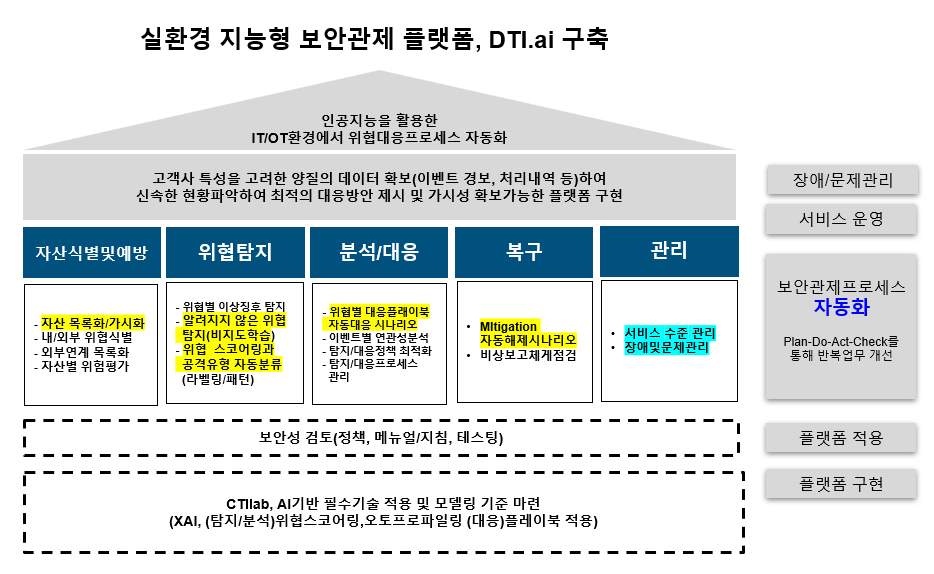 실환경 지능형 보안관제 플랫폼, DTI.ai 구축
인공지능을 활용한
IT/OT환경에서 위협대응프로세스 자동화
고객사 특성을 고려한 양질의 데이터 확보(이벤트 경보, 처리내역 등)하여
신속한 현황파악하여 최적의 대응방안 제시 및 가시성 확보가능한 플랫폼 구현
자산식별및예방
- 자산 목록화/가시화
- 내/외부 위협식별
- 외부연계 목록화
- 자산별 위험평가
위협탐지
- 위협별 이상징후 탐지
- 알려지지 않은 위협
탐지(비지도학습)
- 위협 스코어링과
공격유형 자동분류
(라벨링/패턴)
분석/대응
- 위협별 대응플레이북
자동대응 시나리오
- 이벤트별 연관성분석
- 탐지/대응정책 최적화
- 탐지/대응프로세스
관리
복구
• MItigation
자동해제시나리오
• 비상보고체계점검
관리
• 서비스 수준 관리
• 장애및문제관리
보안성 검토(정책, 메뉴얼/지침, 테스팅)
CTIlab, AI기반 필수기술 적용 및 모델링 기준 마련
(XAI, (탐지/분석)위협스코어링,오토프로파일링 (대응)플레이북 적용)
장애/문제관리
서비스 운영
보안관제프로세스
자동화
Plan-Do-Act-Check를
통해 반복업무 개선
플랫폼 적용
플랫폼 구현